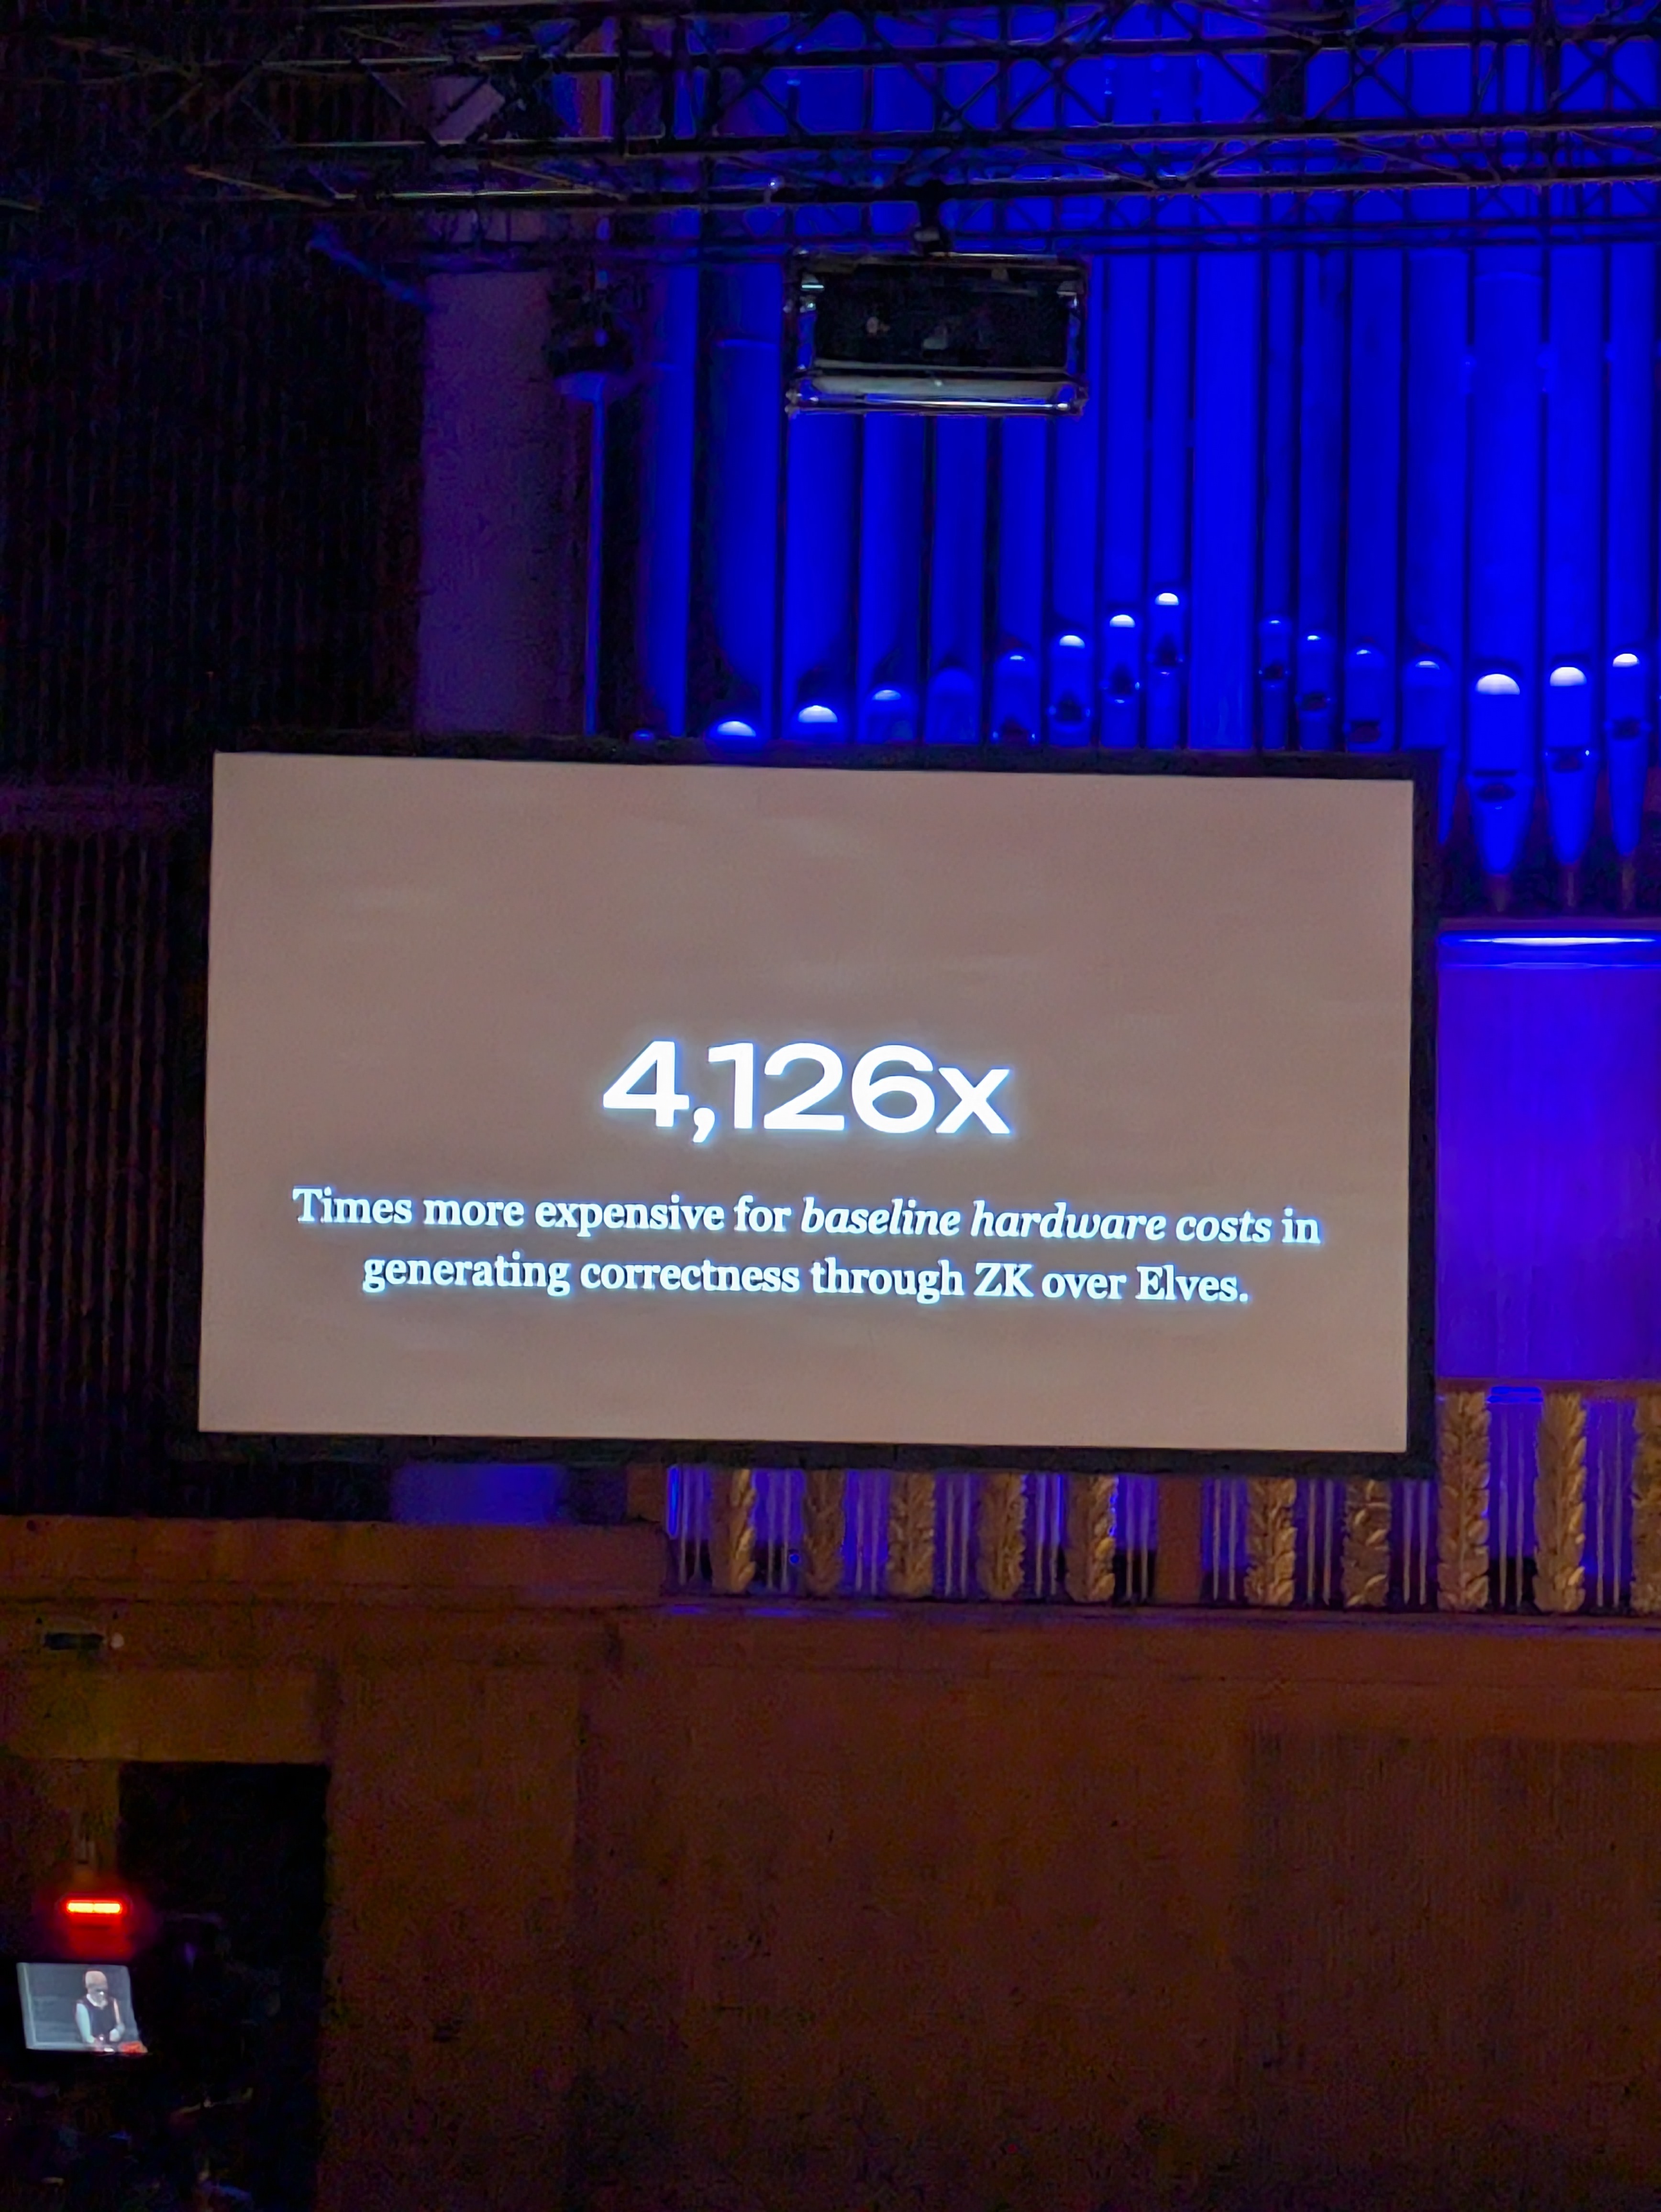 4,126x
Times more expensive for baseline hardware costs in
generating correctness through ZK over Elves.